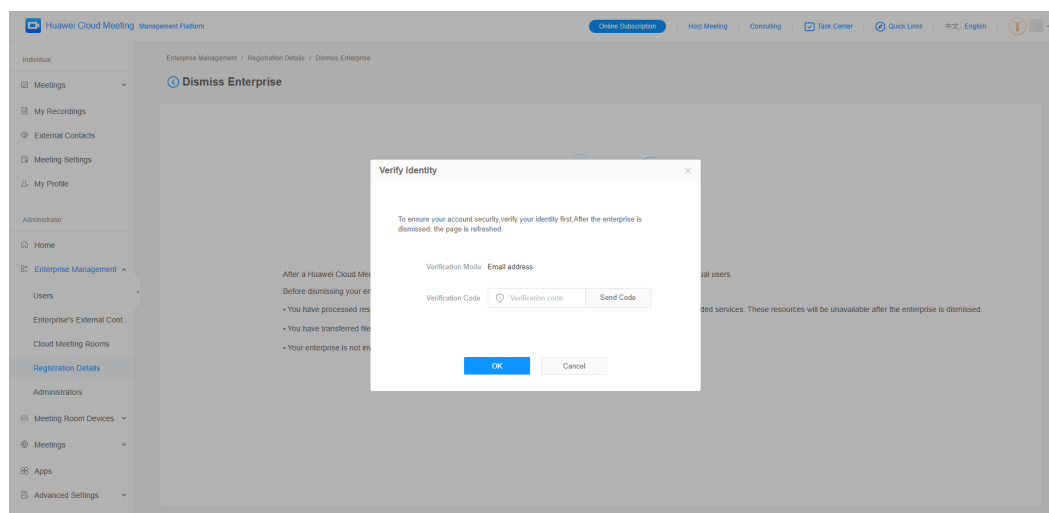 Huawei Cloud Meeting Management Platform
Online Subscription
Host Meeting
Consulting
Task Center
Quick Links
中文 English
Individual
Meetings
My Recordings
External Contacts
Meeting Settings
My Profile
Administrator
Home
Enterprise Management
Users
Enterprise's External Cont...
Cloud Meeting Rooms
Registration Details
Administrators
Meeting Room Devices
Meetings
Apps
Advanced Settings
Enterprise Management / Registration Details / Dismiss Enterprise
Dismiss Enterprise
After a Huawei Cloud Mee
ual users.
Before dismissing your en
• You have processed res
ded services. These resources will be unavailable after the enterprise is dismissed.
• You have transferred file
• Your enterprise is not inv
Verify Identity
To ensure your account security,verify your identity first.After the enterprise is
dismissed, the page is refreshed.
Verification Mode Email address
Verification Code Verification code Send Code
OK Cancel